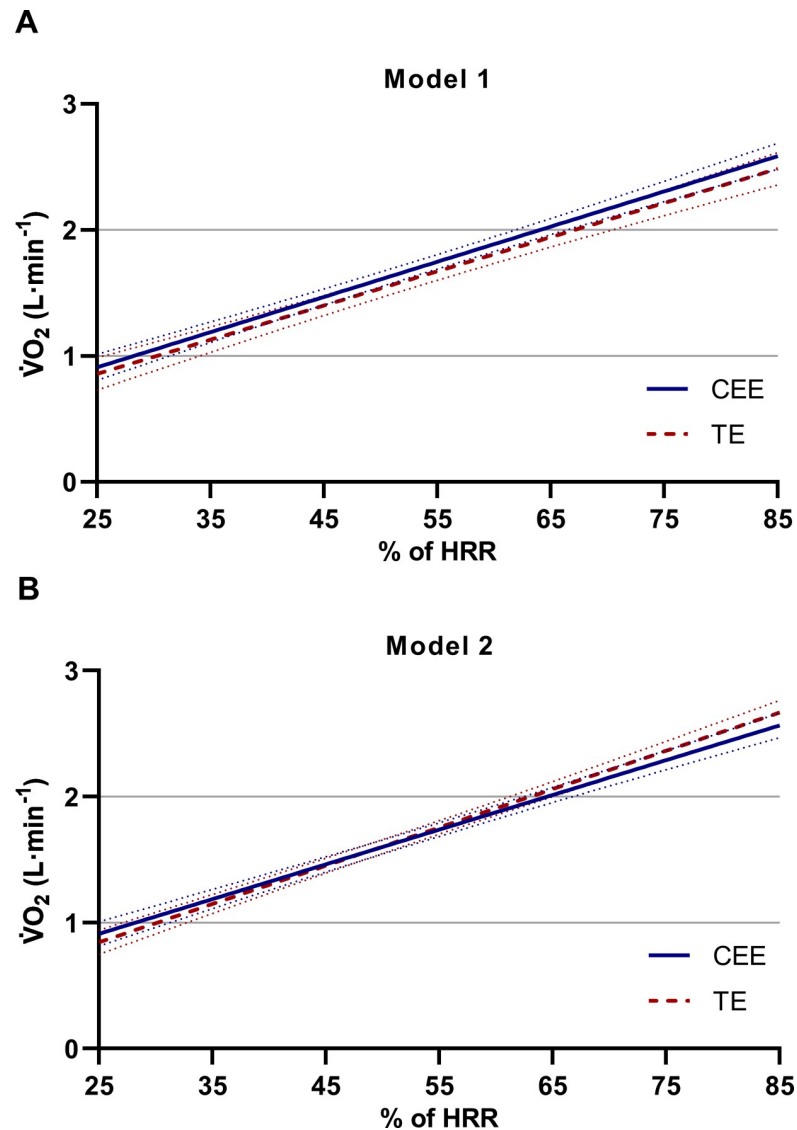 A
Model 1
3
2
1
0
V̇O₂ (L·min⁻¹)
CEE
TE
25 35 45 55 65 75 85
% of HRR
B
Model 2
3
2
1
0
V̇O₂ (L·min⁻¹)
CEE
TE
25 35 45 55 65 75 85
% of HRR